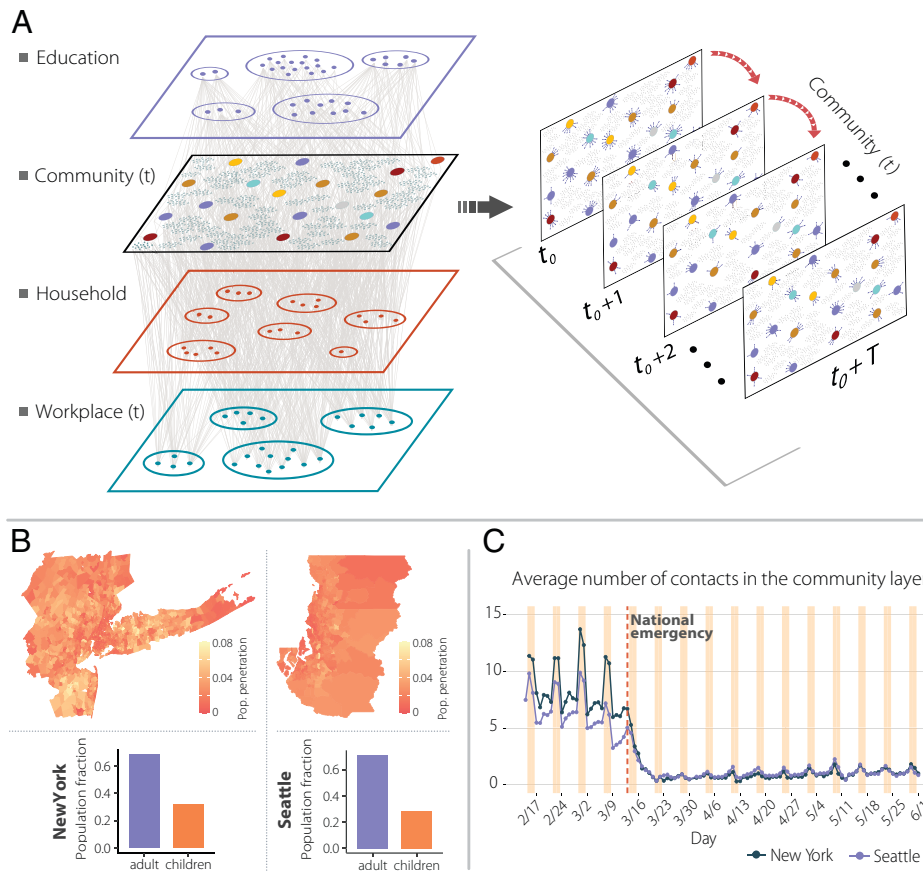 A
Education
Community (t)
Household
Workplace (t)
Community (t)
t0
t0+1
t0+2
t0+T
B
0.08
0.04
0
Pop. penetration
0.08
0.04
0
Pop. penetration
NewYork
Population fraction
0.6
0.4
0.2
0.0
adult children
Seattle
Population fraction
0.6
0.4
0.2
0.0
adult children
C
Average number of contacts in the community laye
15
10
5
0
National
emergency
2/17 2/24 3/2 3/9 3/16 3/23 3/30 4/6 4/13 4/20 4/27 5/4 5/11 5/18 5/25 6/1
Day
New York Seattle